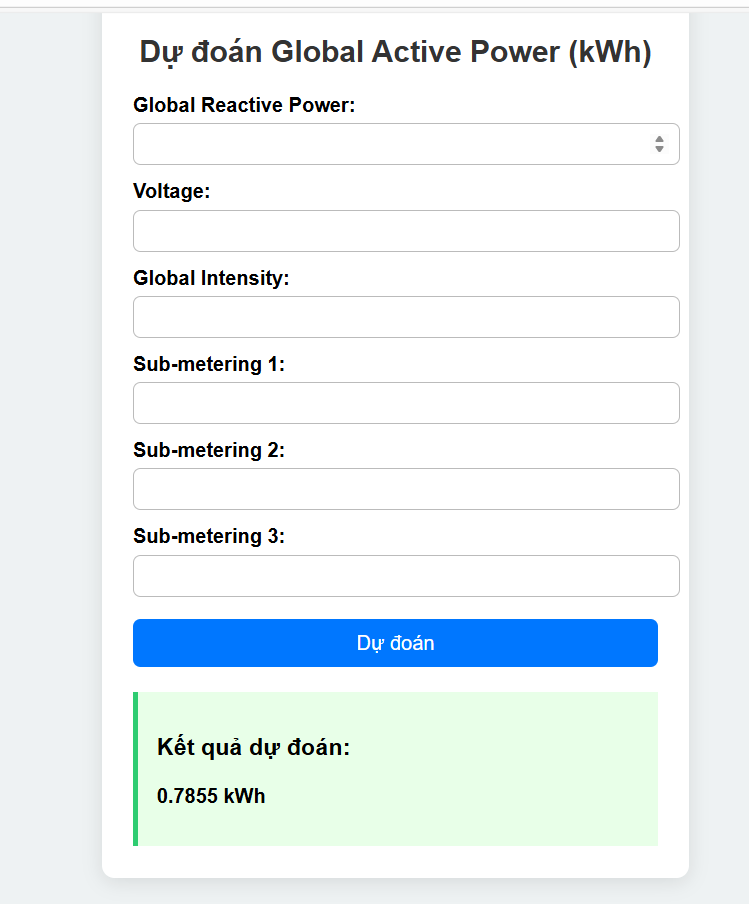 Dự đoán Global Active Power (kWh)
Global Reactive Power:
Voltage:
Global Intensity:
Sub-metering 1:
Sub-metering 2:
Sub-metering 3:
Dự đoán
Kết quả dự đoán:
0.7855 kWh